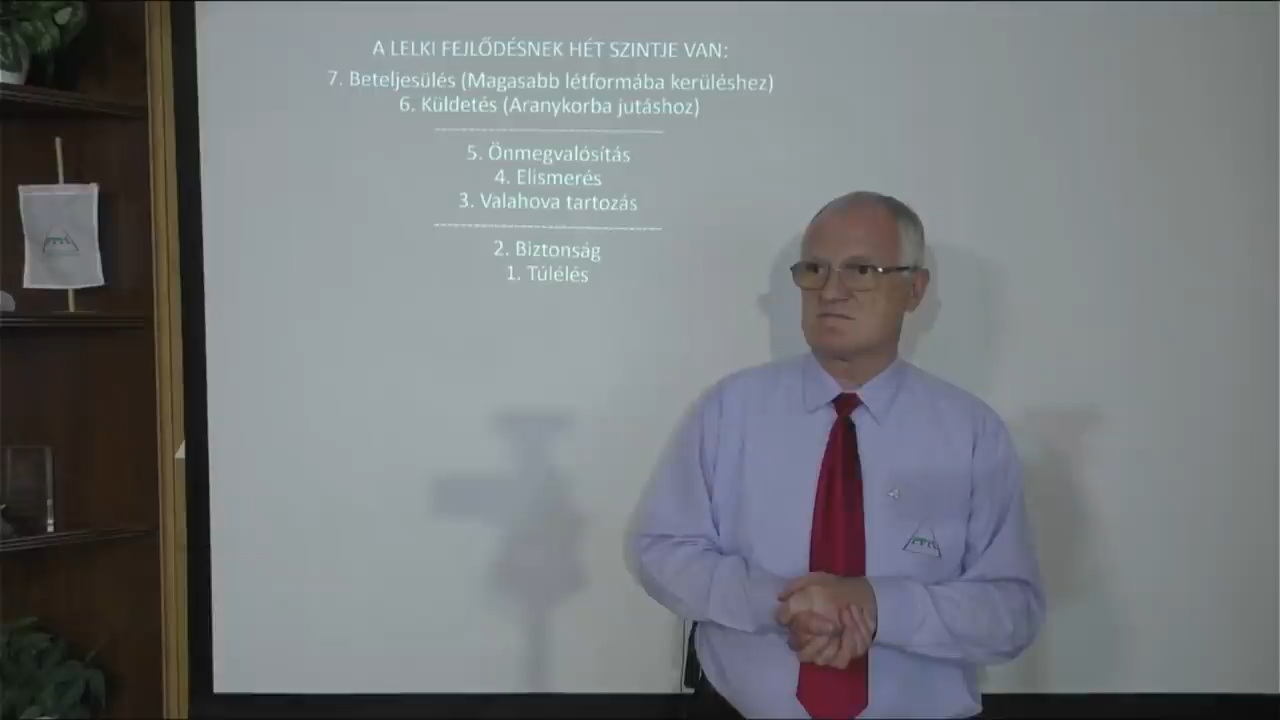 A LELKI FEJLŐDÉSNEK HÉT SZINTJE VAN:
7. Beteljesülés (Magasabb létformába kerüléshez)
6. Küldetés (Aranykorba jutáshoz)
5. Önmegvalósítás
4. Elismerés
3. Valahova tartozás
2. Biztonság
1. Túlélés